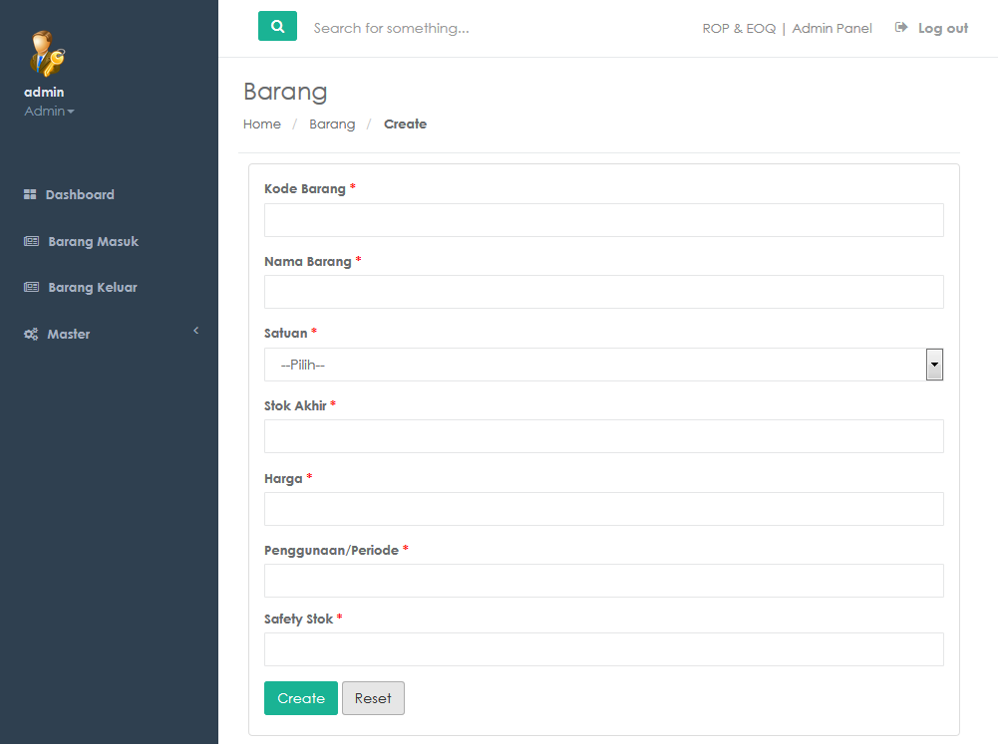 Search for something...
ROP & EOQ | Admin Panel
Log out
admin
Admin
Dashboard
Barang Masuk
Barang Keluar
Master
Barang
Home / Barang / Create
Kode Barang *
Nama Barang *
Satuan *
--Pilih--
Stok Akhir *
Harga *
Penggunaan/Periode *
Safety Stok *
Create
Reset